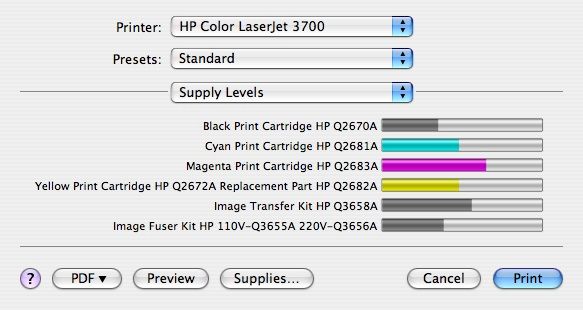 Printer: HP Color LaserJet 3700
Presets: Standard
Supply Levels
Black Print Cartridge HP Q2670A
Cyan Print Cartridge HP Q2681A
Magenta Print Cartridge HP Q2683A
Yellow Print Cartridge HP Q2672A Replacement Part HP Q2682A
Image Transfer Kit HP Q3658A
Image Fuser Kit HP 110V-Q3655A 220V-Q3656A
? PDF ▼ Preview Supplies... Cancel Print